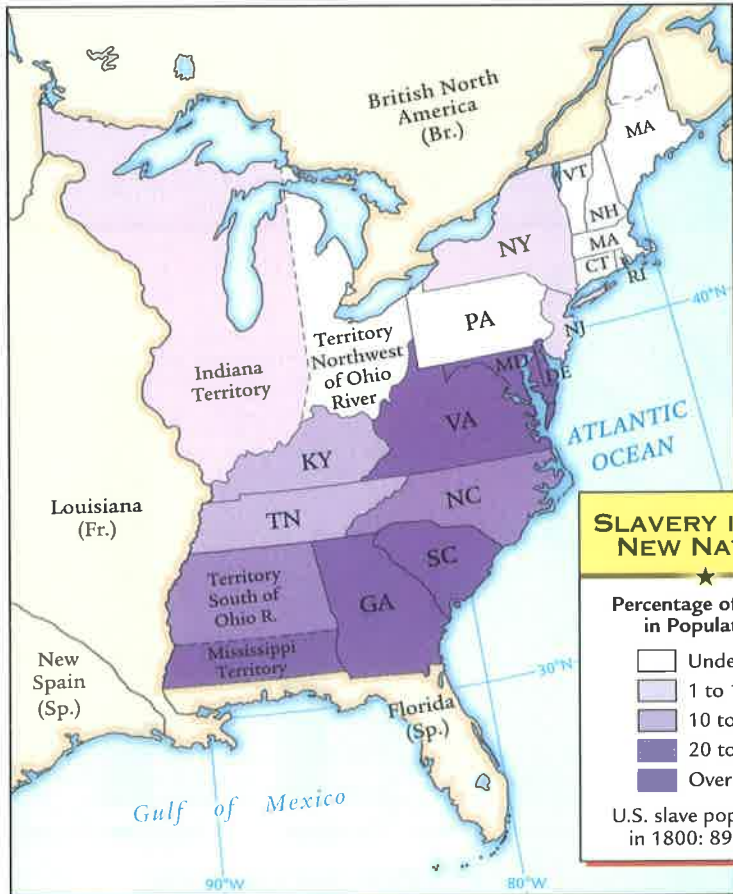 British North
America
(Br.)
MA
VT
NH
NY
MA
CT
RI
40°N
PA
NJ
Territory
Northwest
of Ohio
River
MD
DE
Indiana
Territory
VA
ATLANTIC
OCEAN
KY
Louisiana
(Fr.)
TN
NC
SC
Territory
South of
Ohio R.
GA
Mississippi
Territory
New
Spain
(Sp.)
30°N
Florida
(Sp.)
Gulf of Mexico
90°W
80°W
SLAVERY I
NEW NAT
Percentage of
in Populat
Unde
1 to 1
10 to
20 to
Over
U.S. slave pop
in 1800: 89